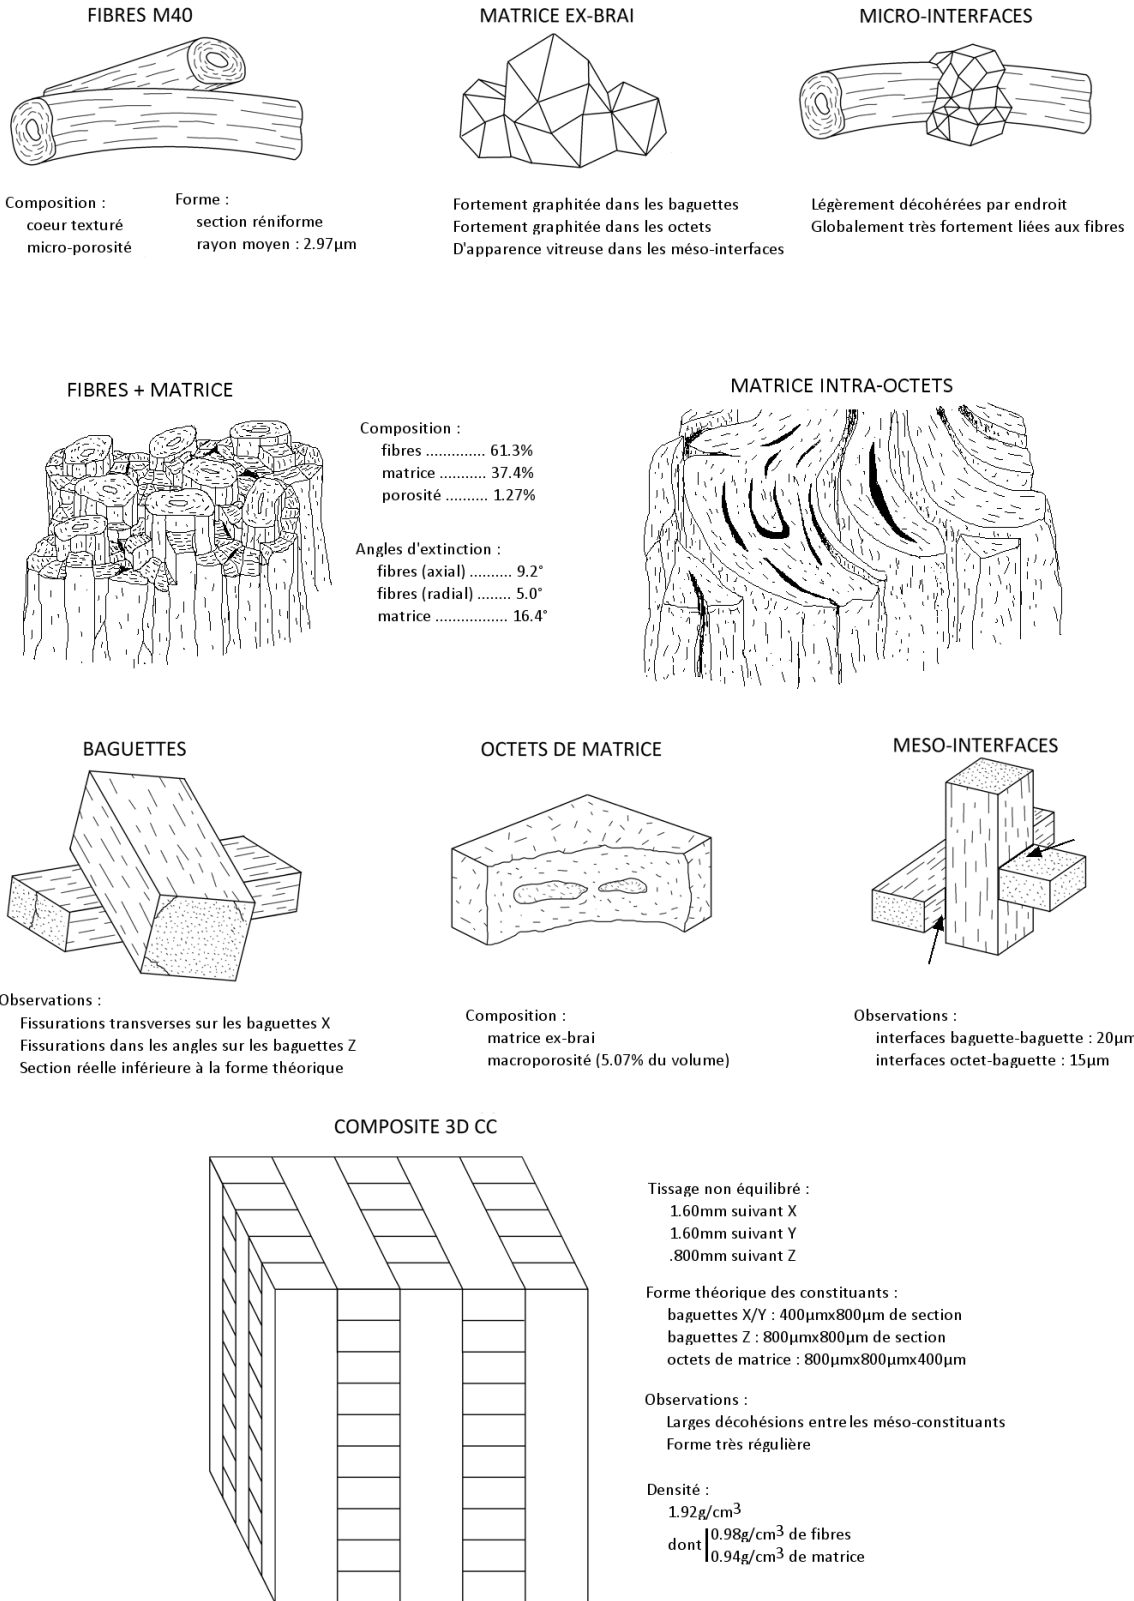 FIBRES M40
MATRICE EX-BRAI
MICRO-INTERFACES
Composition :
coeur texturé
micro-porosité
Forme :
section réniforme
rayon moyen : 2.97µm
Fortement graphitée dans les baguettes
Fortement graphitée dans les octets
D'apparence vitreuse dans les méso-interfaces
Légèrement décohérées par endroit
Globalement très fortement liées aux fibres
FIBRES + MATRICE
Composition :
fibres .............. 61.3%
matrice ........... 37.4%
porosité .......... 1.27%
Angles d'extinction :
fibres (axial) .......... 9.2°
fibres (radial) ........ 5.0°
matrice ................. 16.4°
MATRICE INTRA-OCTETS
BAGUETTES
OCTETS DE MATRICE
MESO-INTERFACES
Observations :
Fissurations transverses sur les baguettes X
Fissurations dans les angles sur les baguettes Z
Section réelle inférieure à la forme théorique
Composition :
matrice ex-brai
macroporosité (5.07% du volume)
Observations :
interfaces baguette-baguette : 20µm
interfaces octet-baguette : 15µm
COMPOSITE 3D CC
Tissage non équilibré :
1.60mm suivant X
1.60mm suivant Y
.800mm suivant Z
Forme théorique des constituants :
baguettes X/Y : 400µmx800µm de section
baguettes Z : 800µmx800µm de section
octets de matrice : 800µmx800µmx400µm
Observations :
Larges décohésions entre les méso-constituants
Forme très régulière
Densité :
1.92g/cm³
dont
0.98g/cm³ de fibres
0.94g/cm³ de matrice